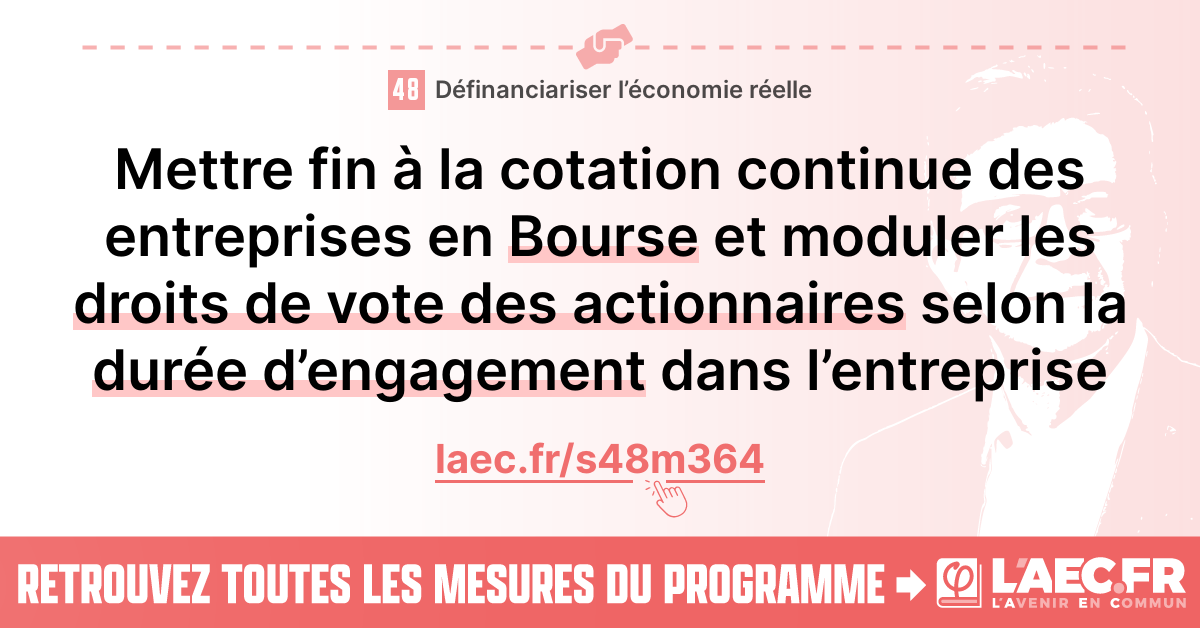 48 Définanciariser l’économie réelle
Mettre fin à la cotation continue des
entreprises en Bourse et moduler les
droits de vote des actionnaires selon la
durée d’engagement dans l’entreprise
laec.fr/s48m364
RETROUVEZ TOUTES LES MESURES DU PROGRAMME ➜ φ L'AEC.FR
L'AVENIR EN COMMUN